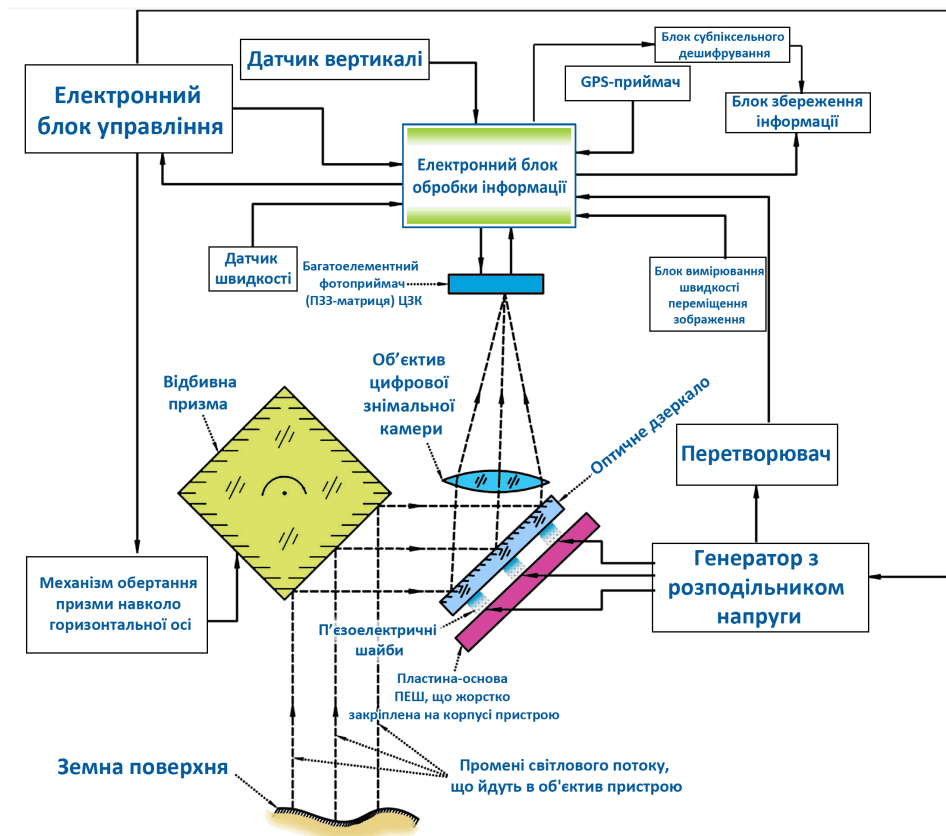 Блок субпіксельного
дешифрування
Датчик вертикалі
GPS-приймач
Електронний
блок управління
Блок збереження
інформації
Електронний блок
обробки інформації
Датчик
швидкості
Багатоелементний
фотоприймач
(ПЗЗ-матриця) ЦЗК
Блок вимірювання
швидкості
переміщення
зображення
Відбивна
призма
Об’єктив
цифрової
знімальної
камери
Оптичне дзеркало
Перетворювач
Механізм обертання
призми навколо
горизонтальної осі
Генератор з
розподільником
напруги
П’єзоелектричні
шайби
Пластина-основа
ПЕШ, що жорстко
закріплена на корпусі пристрою
Земна поверхня
Промені світлового потоку,
що йдуть в об'єктив пристрою